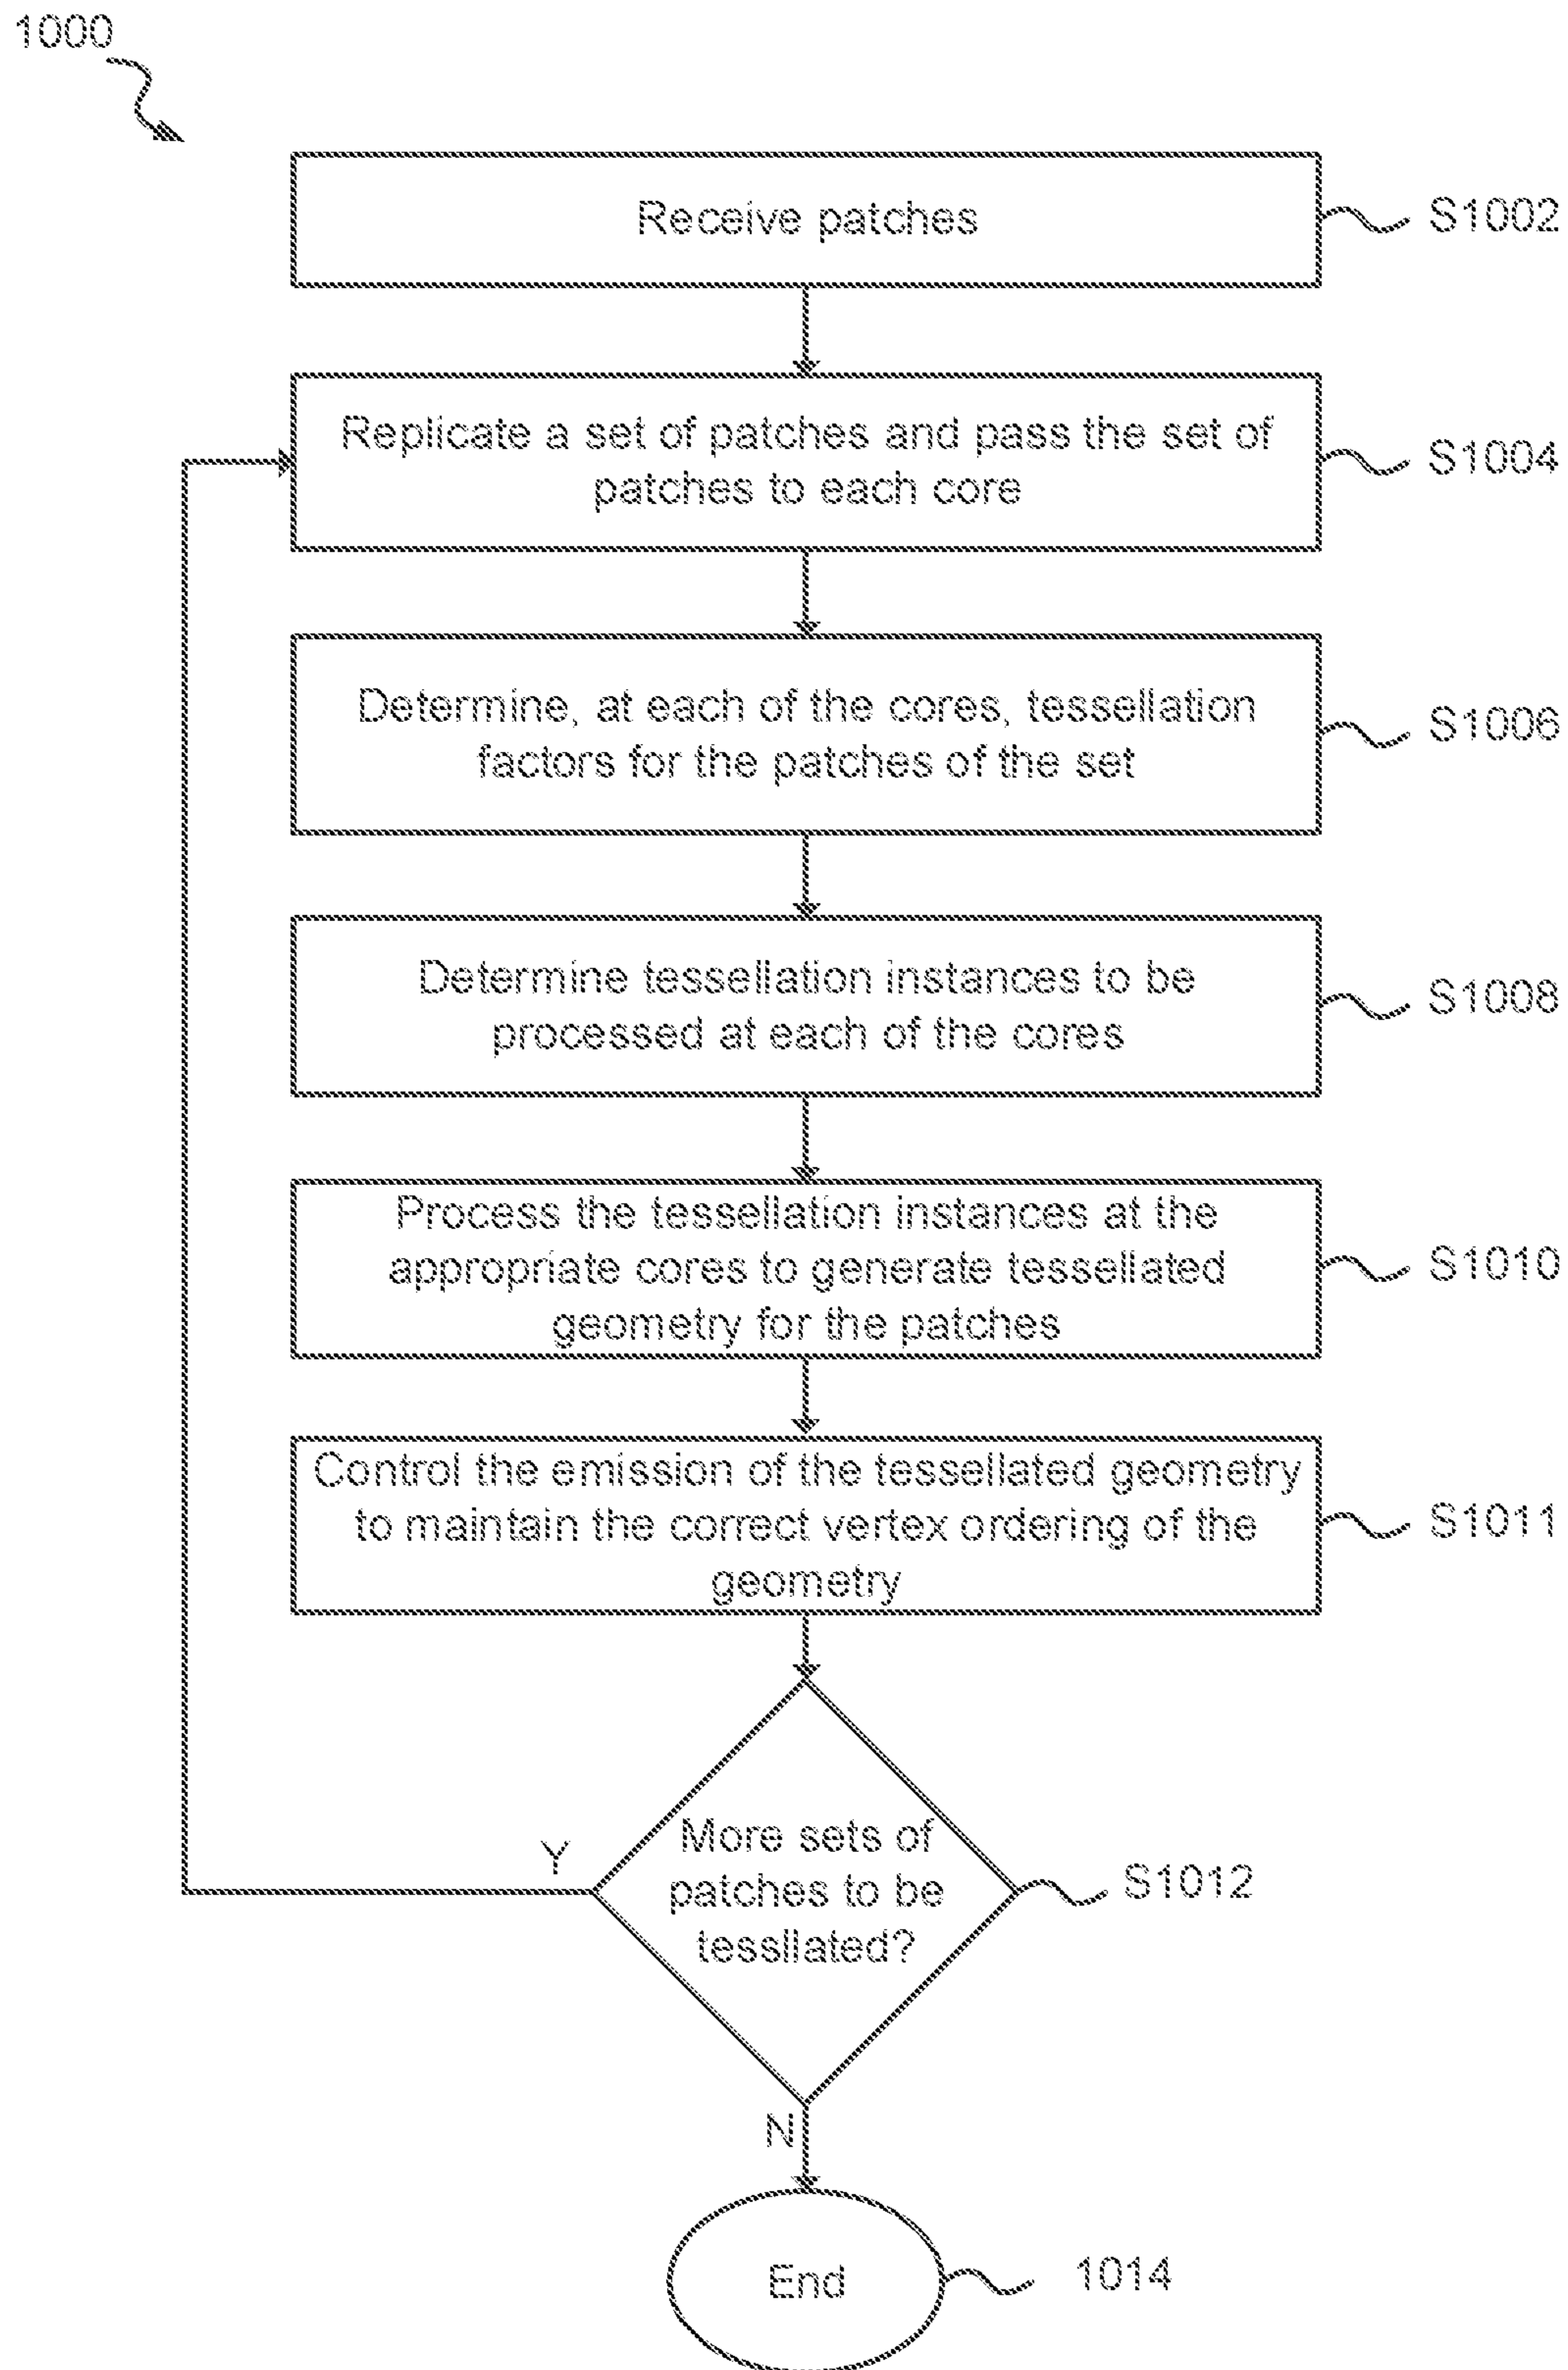 1000
Receive patches
S1002
Replicate a set of patches and pass the set of
patches to each core
S1004
Determine, at each of the cores, tessellation
factors for the patches of the set
S1006
Determine tessellation instances to be
processed at each of the cores
S1008
Process the tessellation instances at the
appropriate cores to generate tessellated
geometry for the patches
S1010
Control the emission of the tessellated geometry
to maintain the correct vertex ordering of the
geometry
S1011
More sets of
patches to be
tessllated?
Y
S1012
N
End
1014